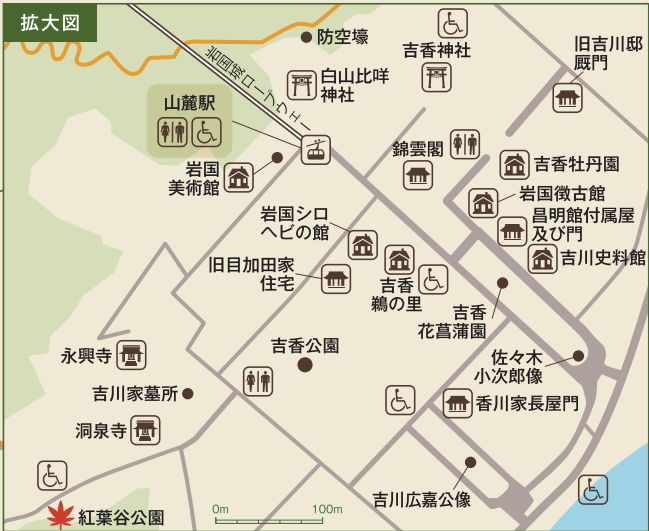 拡大図
防空壕
吉香神社
旧吉川邸
厩門
岩国城ロープウェー
白山比咩
神社
山麓駅
錦雲閣
吉香牡丹園
岩国
美術館
岩国徴古館
岩国シロ
ヘビの館
昌明館付属屋
及び門
旧目加田家
住宅
吉川史料館
吉香
鵜の里
吉香
花菖蒲園
永興寺
吉香公園
佐々木
小次郎像
吉川家墓所
香川家長屋門
洞泉寺
吉川広嘉公像
紅葉谷公園
0m
100m